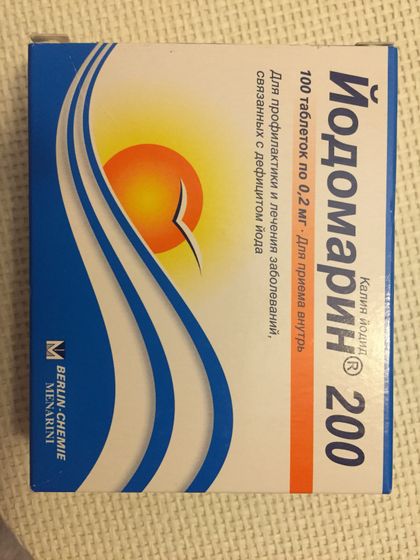 Калия йодид
Йодомарин® 200
100 таблеток по 0,2 мг · Для приема внутрь
Для профилактики и лечения заболеваний,
связанных с дефицитом йода
BERLIN-CHEMIE
MENARINI